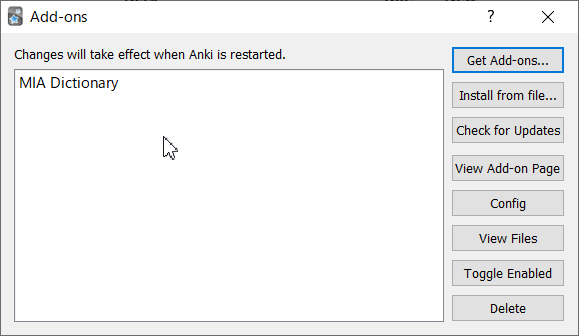 Add-ons
?
Changes will take effect when Anki is restarted.
MIA Dictionary
Get Add-ons...
Install from file...
Check for Updates
View Add-on Page
Config
View Files
Toggle Enabled
Delete